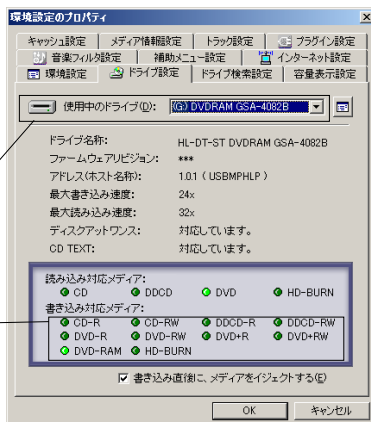 環境設定のプロパティ
キャッシュ設定 メディア情報設定 トラック設定 プラグイン設定
音楽フィルタ設定 補助メニュー設定 インターネット設定
環境設定 ドライブ設定 ドライブ検索設定 容量表示設定
使用中のドライブ(D): (G:) DVDRAM GSA-4082B
ドライブ名称: HL-DT-ST DVDRAM GSA-4082B
ファームウェアリビジョン: ***
アドレス(ホスト名称): 1.0.1 ( USBMPHLP )
最大書き込み速度: 24x
最大読み込み速度: 32x
ディスクアットワンス: 対応しています。
CD TEXT: 対応しています。
読み込み対応メディア:
CD DDCD DVD HD-BURN
書き込み対応メディア:
CD-R CD-RW DDCD-R DDCD-RW
DVD-R DVD-RW DVD+R DVD+RW
DVD-RAM HD-BURN
書き込み直後に、メディアをイジェクトする(E)
OK キャンセル